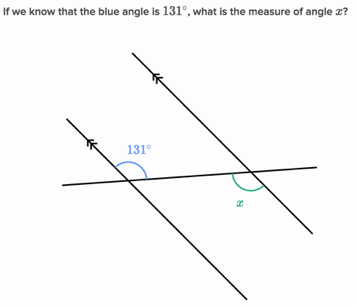 If we know that the blue angle is 131°, what is the measure of angle x?
131°
x